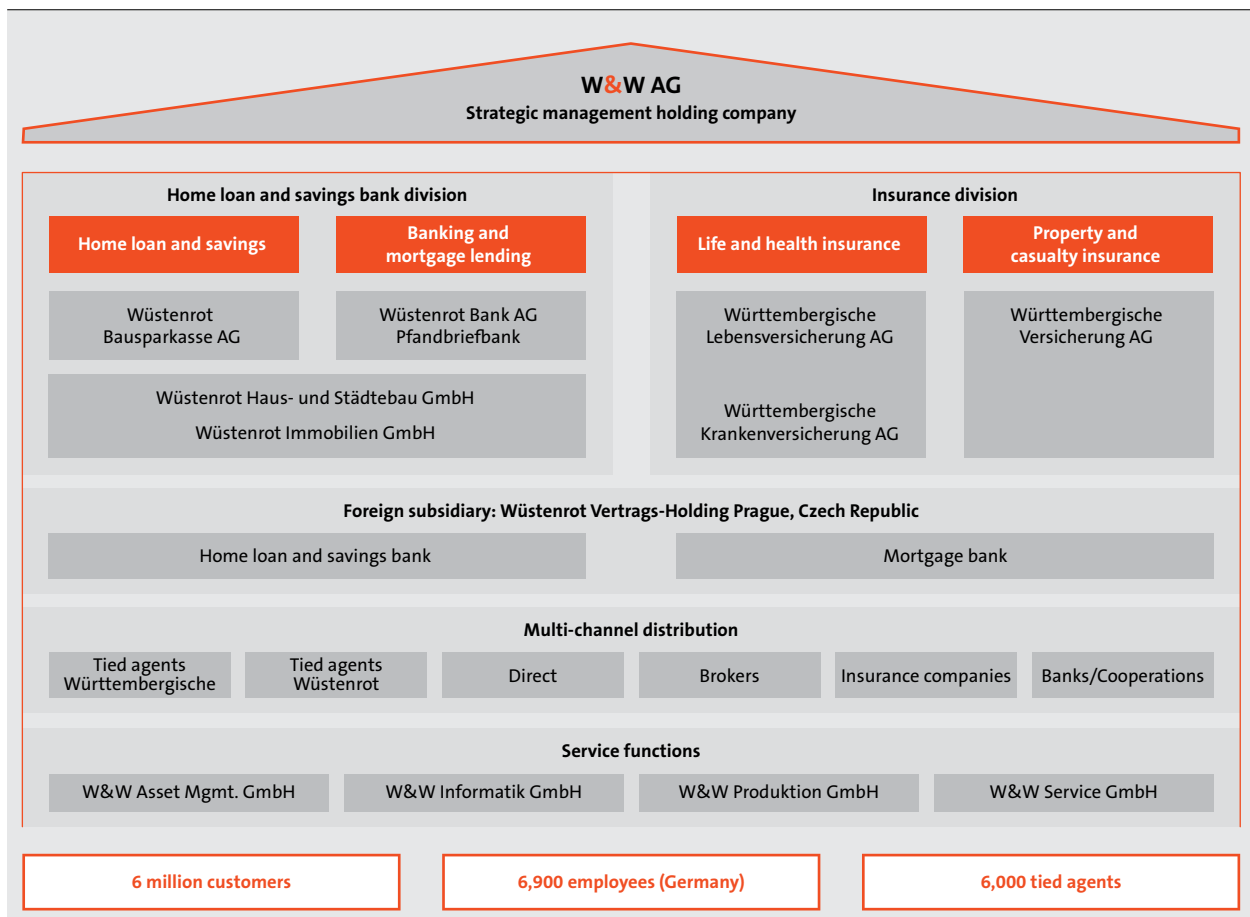 W&W AG
Strategic management holding company
Home loan and savings bank division
Home loan and savings
Banking and
mortgage lending
Wüstenrot
Bausparkasse AG
Wüstenrot Bank AG
Pfandbriefbank
Wüstenrot Haus- und Städtebau GmbH
Wüstenrot Immobilien GmbH
Insurance division
Life and health insurance
Property and
casualty insurance
Württembergische
Lebensversicherung AG
Württembergische
Krankenversicherung AG
Württembergische
Versicherung AG
Foreign subsidiary: Wüstenrot Vertrags-Holding Prague, Czech Republic
Home loan and savings bank
Mortgage bank
Multi-channel distribution
Tied agents
Württembergische
Tied agents
Wüstenrot
Direct
Brokers
Insurance companies
Banks/Cooperations
Service functions
W&W Asset Mgmt. GmbH
W&W Informatik GmbH
W&W Produktion GmbH
W&W Service GmbH
6 million customers
6,900 employees (Germany)
6,000 tied agents